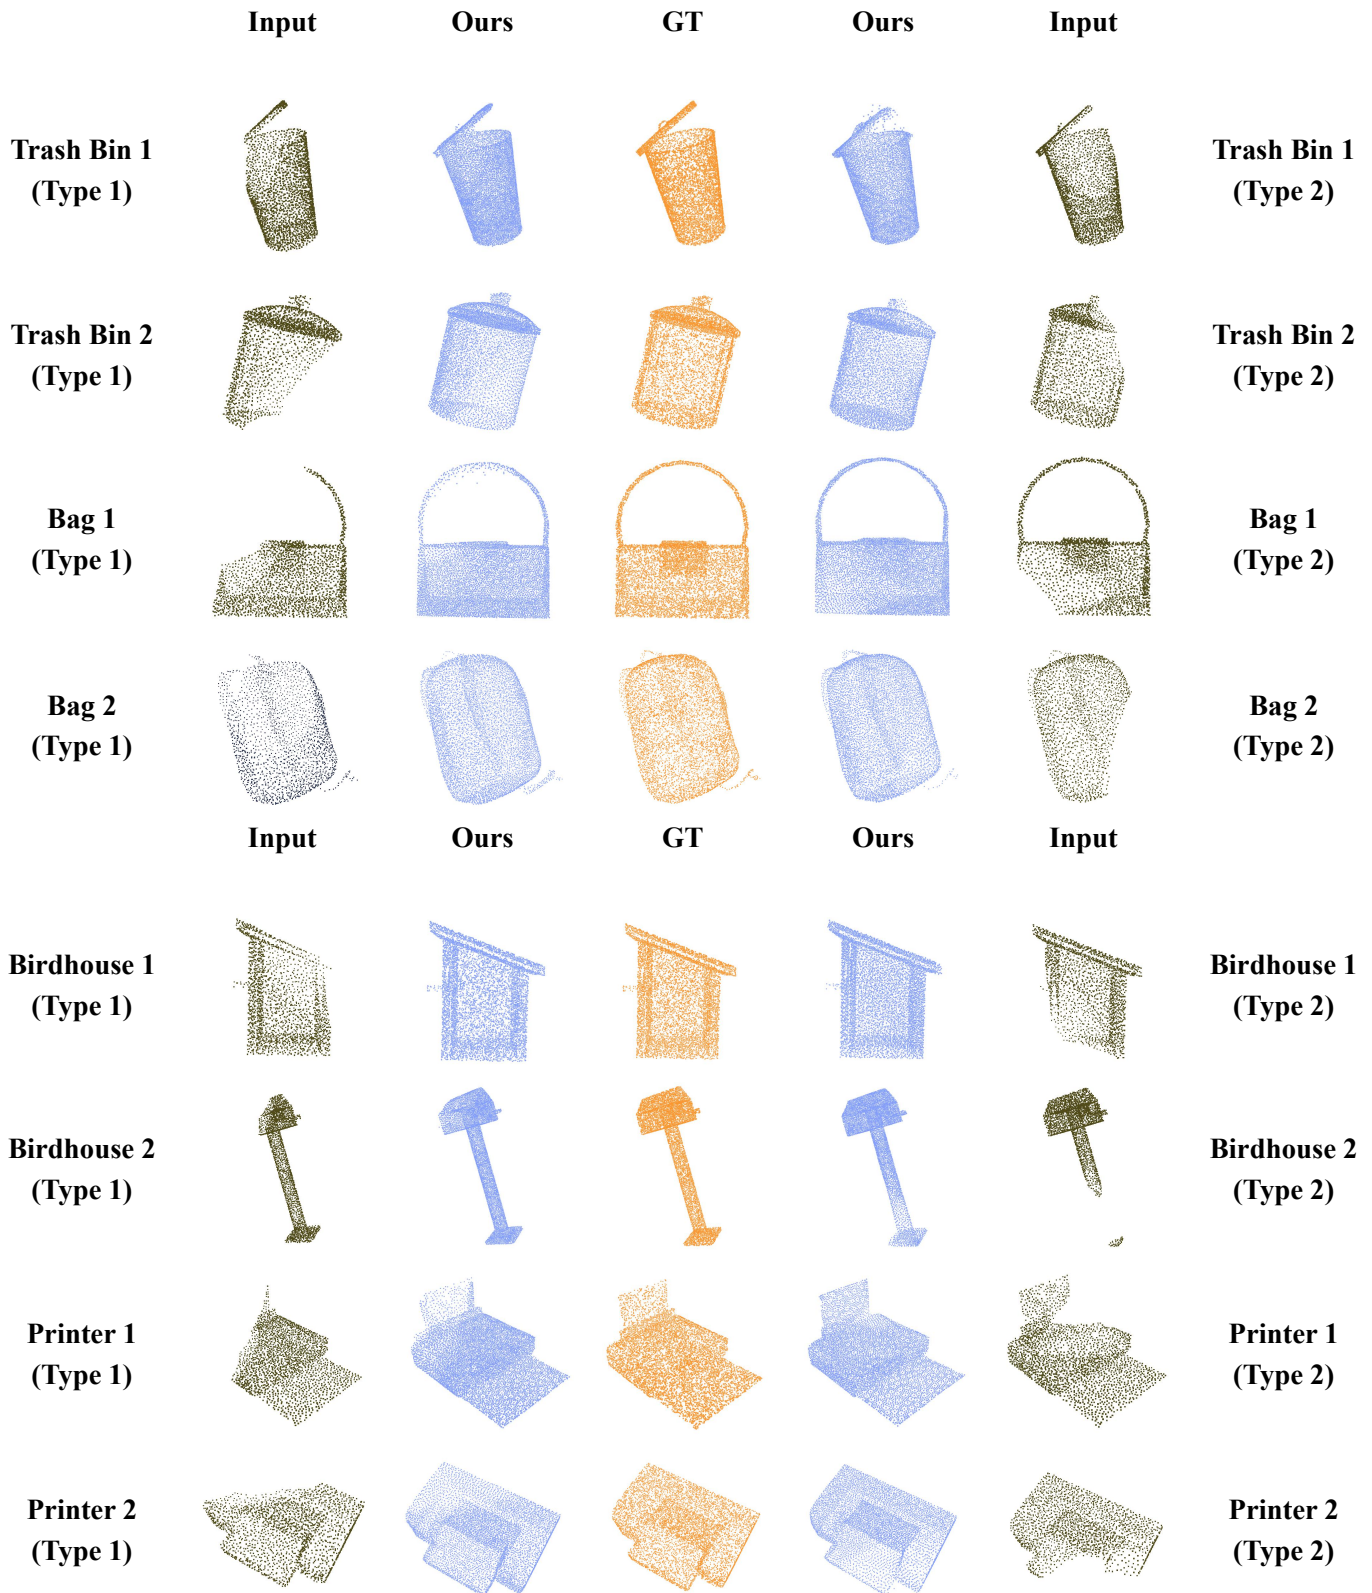 Input Ours GT Ours Input
Trash Bin 1
(Type 1)
Trash Bin 1
(Type 2)
Trash Bin 2
(Type 1)
Trash Bin 2
(Type 2)
Bag 1
(Type 1)
Bag 1
(Type 2)
Bag 2
(Type 1)
Bag 2
(Type 2)
Input Ours GT Ours Input
Birdhouse 1
(Type 1)
Birdhouse 1
(Type 2)
Birdhouse 2
(Type 1)
Birdhouse 2
(Type 2)
Printer 1
(Type 1)
Printer 1
(Type 2)
Printer 2
(Type 1)
Printer 2
(Type 2)